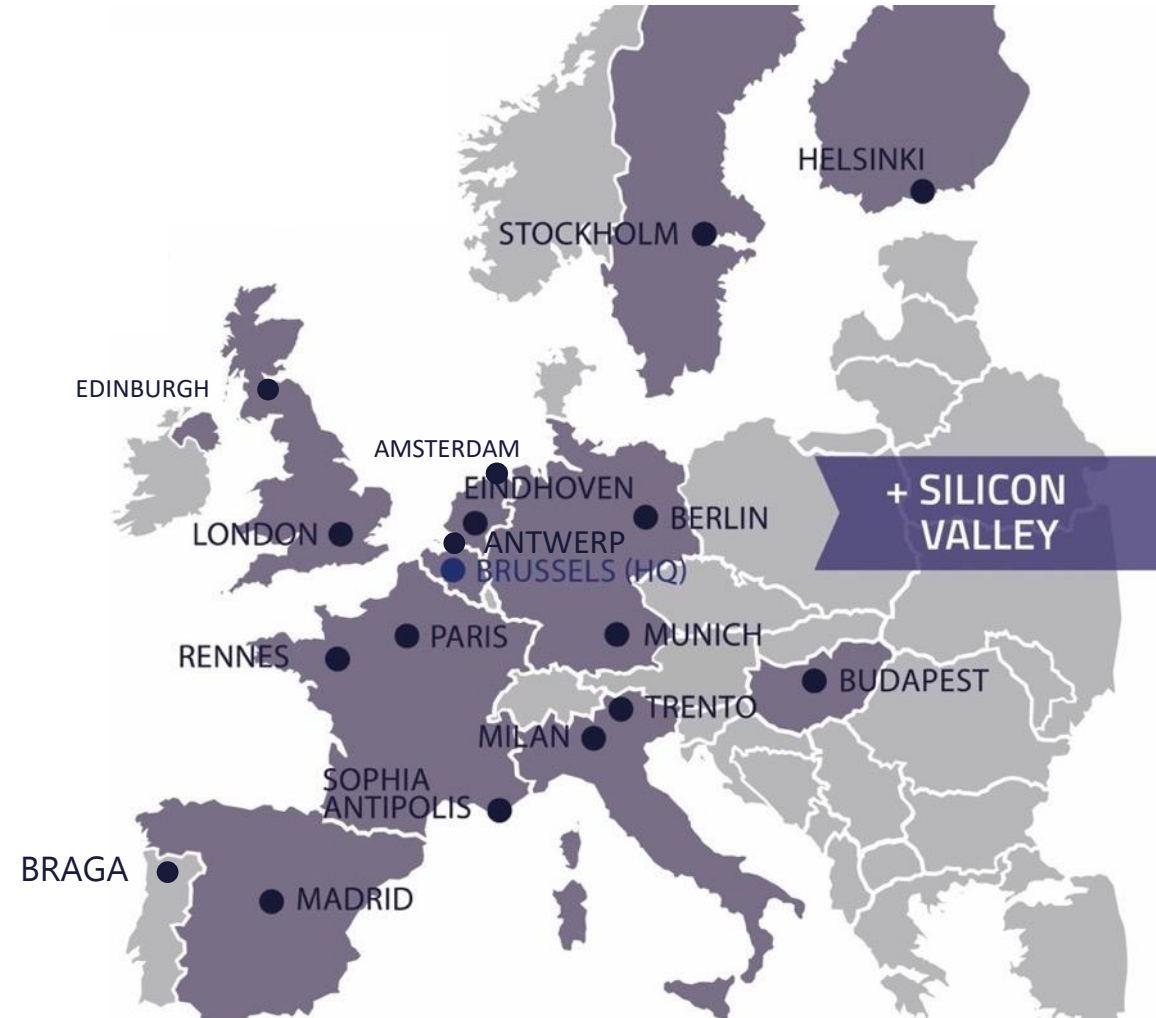 HELSINKI
STOCKHOLM
EDINBURGH
AMSTERDAM
EINDHOVEN
+ SILICON
VALLEY
BERLIN
LONDON
ANTWERP
BRUSSELS (HQ)
PARIS
MUNICH
RENNES
BUDAPEST
TRENTO
MILAN
SOPHIA
ANTIPOLIS
BRAGA
MADRID